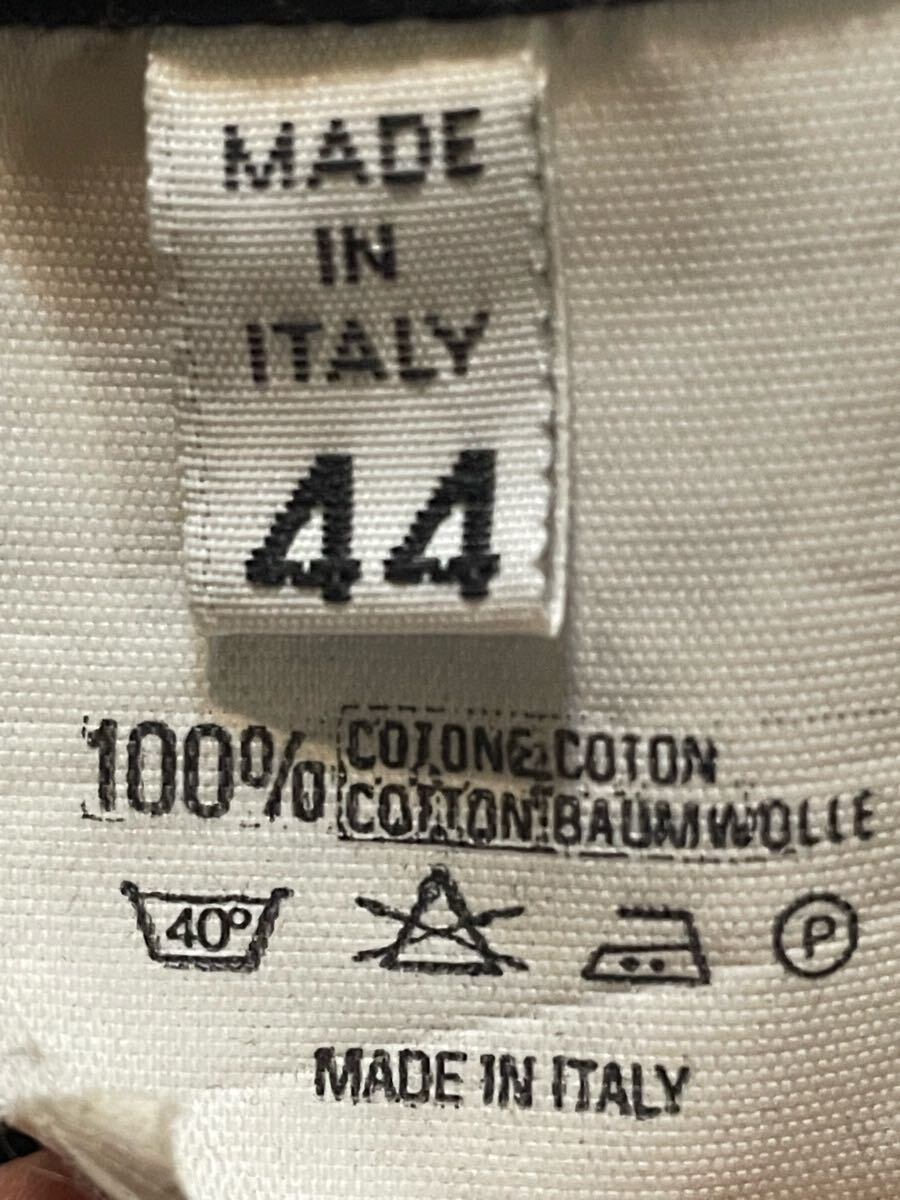 MADE
IN
ITALY
44
100% COTONE COTON
COTTON BAUMWOLLE
40° P
MADE IN ITALY